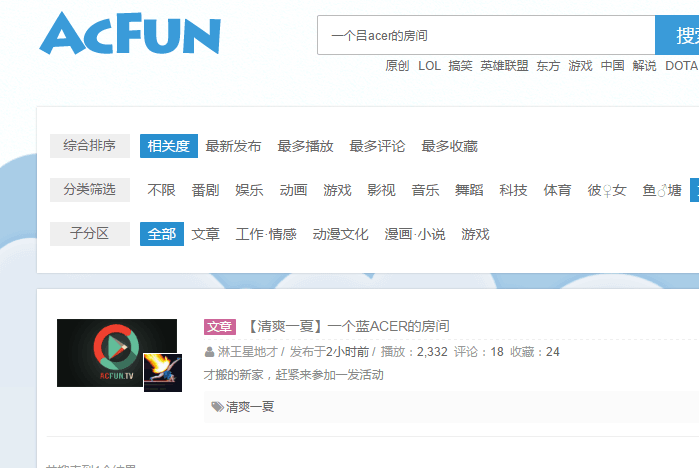 AcFun
一个目acer的房间
搜索
原创 LOL 搞笑 英雄联盟 东方 游戏 中国 解说 DOTA
综合排序 相关度 最新发布 最多播放 最多评论 最多收藏
分类筛选 不限 番剧 娱乐 动画 游戏 影视 音乐 舞蹈 科技 体育 彼♀女 鱼♂塘
子分区 全部 文章 工作·情感 动漫文化 漫画·小说 游戏
文章 【清爽一夏】一个蓝ACER的房间
ACFUN.TV
淋王星地才 / 发布于2小时前 / 播放：2,332 评论：18 收藏：24
才搬的新家，赶紧来参加一发活动
清爽一夏